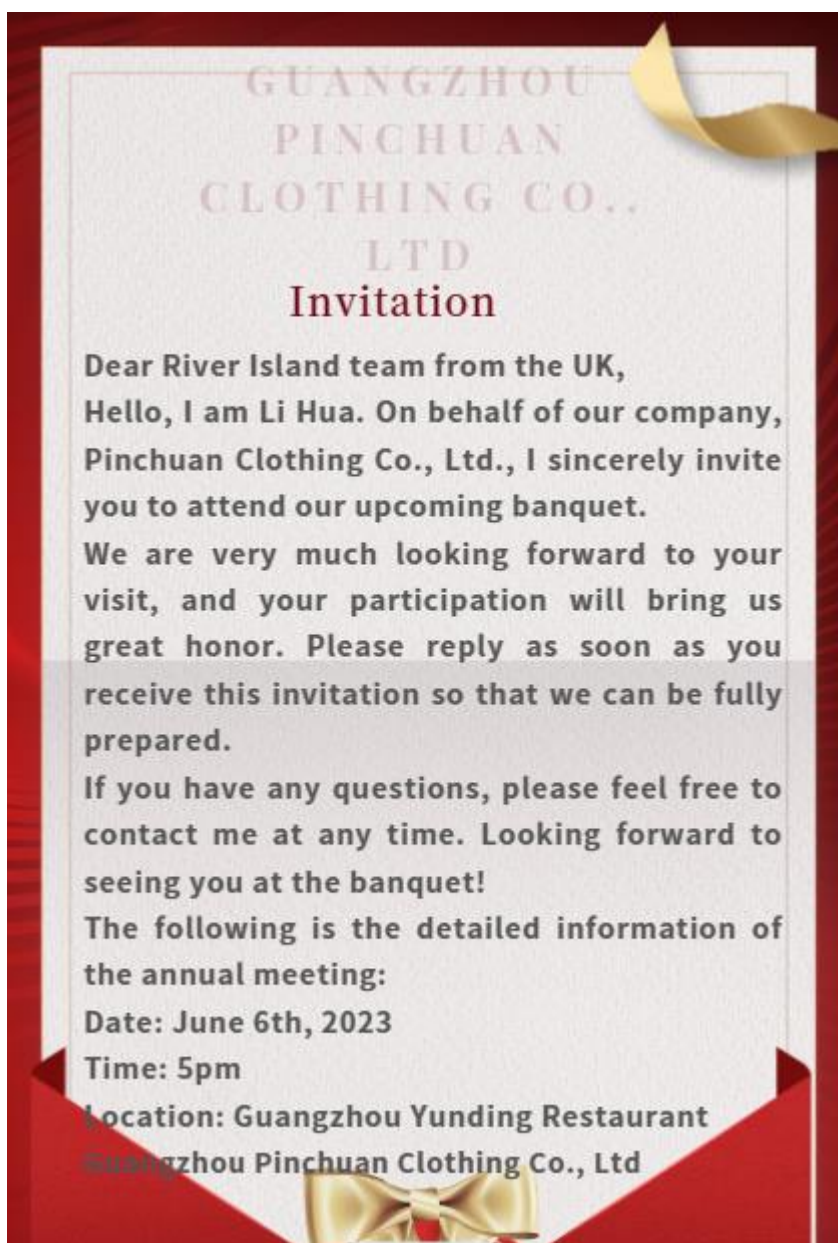 GUANGZHOU
PINCHUAN
CLOTHING CO.,
LTD
Invitation
Dear River Island team from the UK,
Hello, I am Li Hua. On behalf of our company,
Pinchuan Clothing Co., Ltd., I sincerely invite
you to attend our upcoming banquet.
We are very much looking forward to your
visit, and your participation will bring us
great honor. Please reply as soon as you
receive this invitation so that we can be fully
prepared.
If you have any questions, please feel free to
contact me at any time. Looking forward to
seeing you at the banquet!
The following is the detailed information of
the annual meeting:
Date: June 6th, 2023
Time: 5pm
Location: Guangzhou Yunding Restaurant
Guangzhou Pinchuan Clothing Co., Ltd